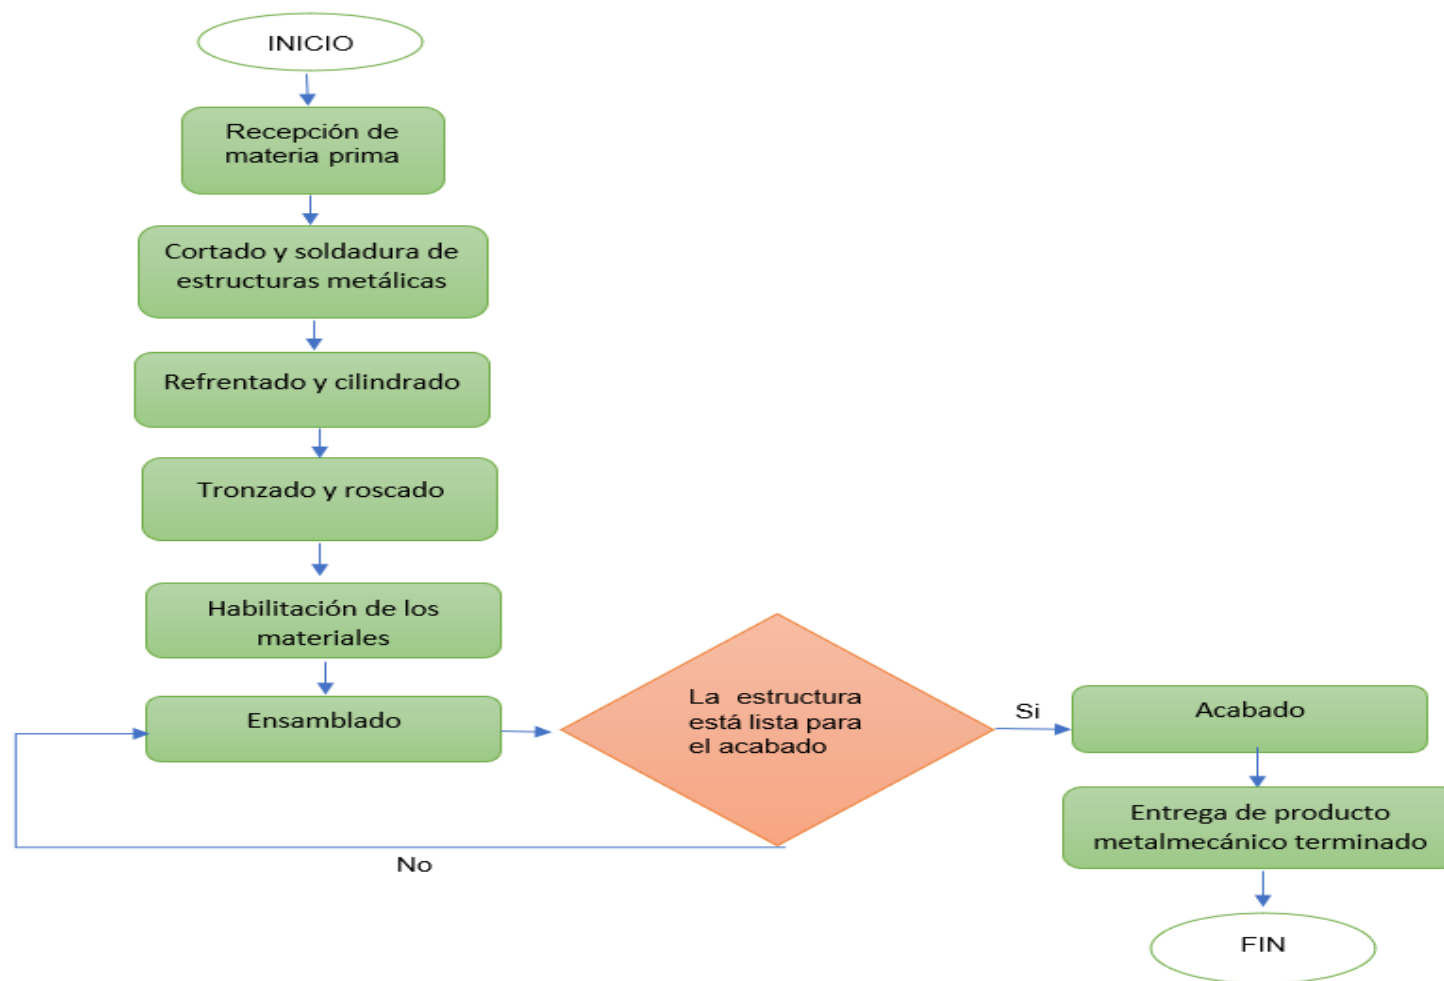 INICIO
Recepción de
materia prima
Cortado y soldadura de
estructuras metálicas
Refrentado y cilindrado
Tronzado y roscado
Habilitación de los
materiales
Ensamblado
La estructura
está lista para
el acabado
Si
No
Acabado
Entrega de producto
metalmecánico terminado
FIN